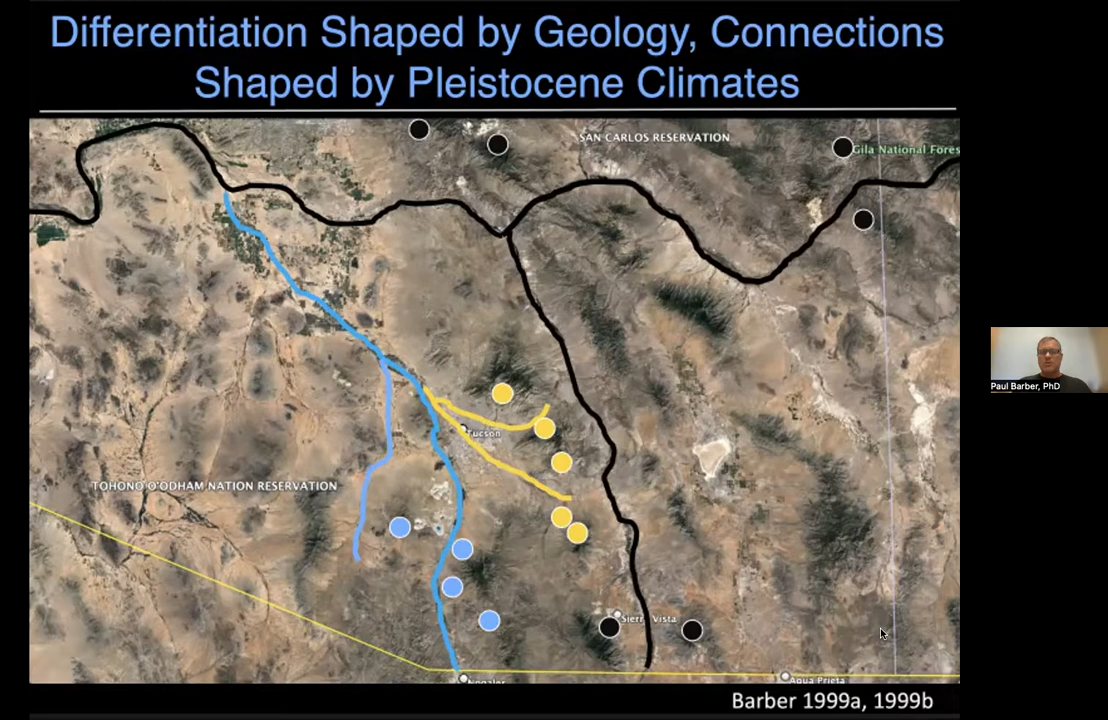 Differentiation Shaped by Geology, Connections
Shaped by Pleistocene Climates
SAN CARLOS RESERVATION
Gila National Fores
Tucson
TOHONO O'ODHAM NATION RESERVATION
Sierra Vista
Nogales
Agua Prieta
Barber 1999a, 1999b
Paul Barber, PhD